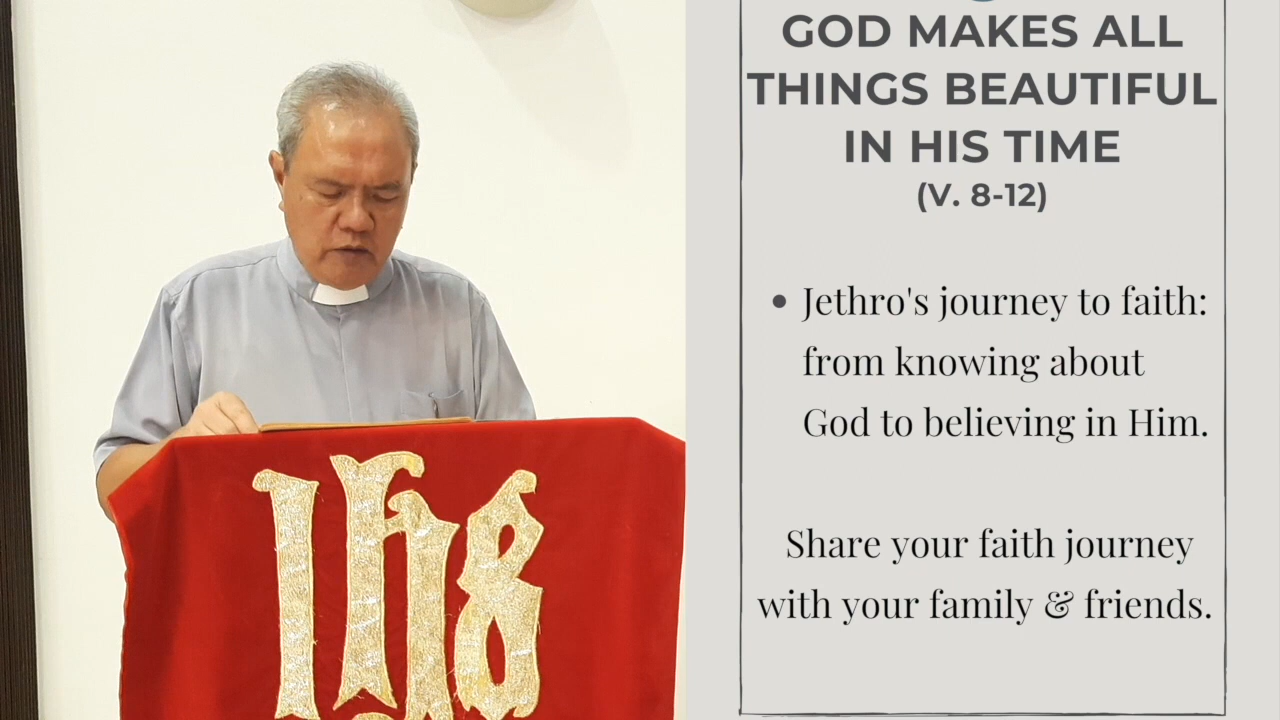 IHS
GOD MAKES ALL
THINGS BEAUTIFUL
IN HIS TIME
(V. 8-12)
• Jethro's journey to faith:
from knowing about
God to believing in Him.
Share your faith journey
with your family & friends.